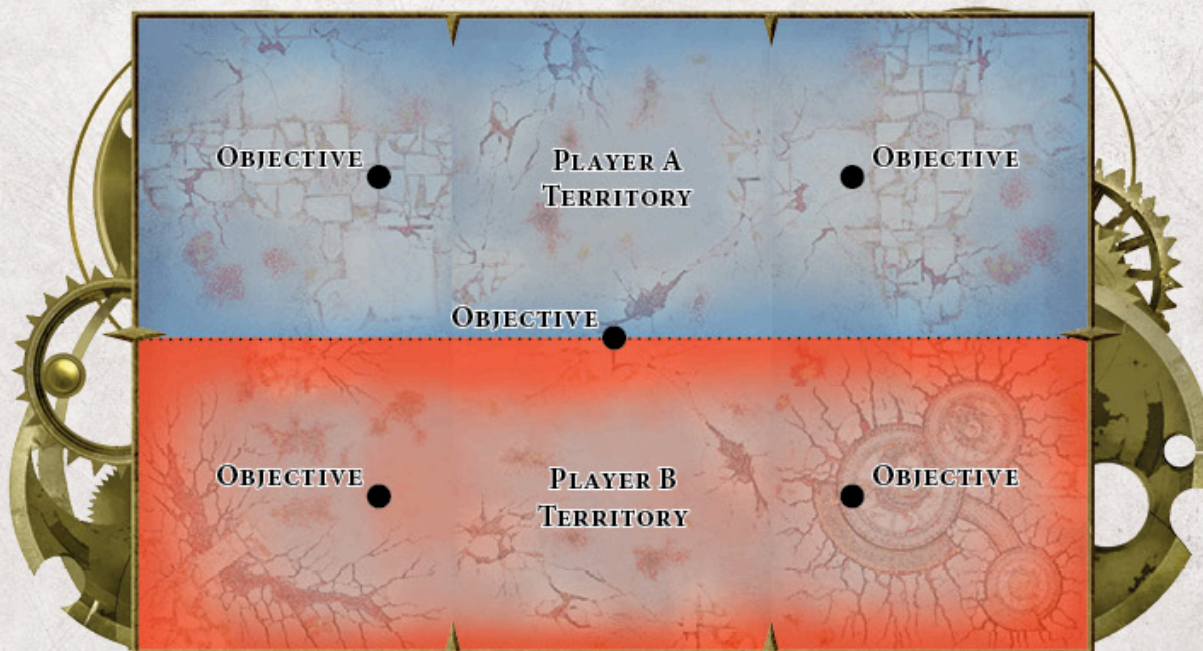 Objective
Player A
Territory
Objective
Objective
Objective
Player B
Territory
Objective